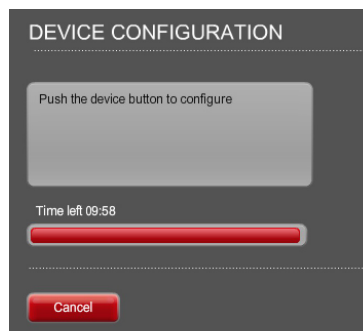 DEVICE CONFIGURATION
Push the device button to configure
Time left 09:58
Cancel